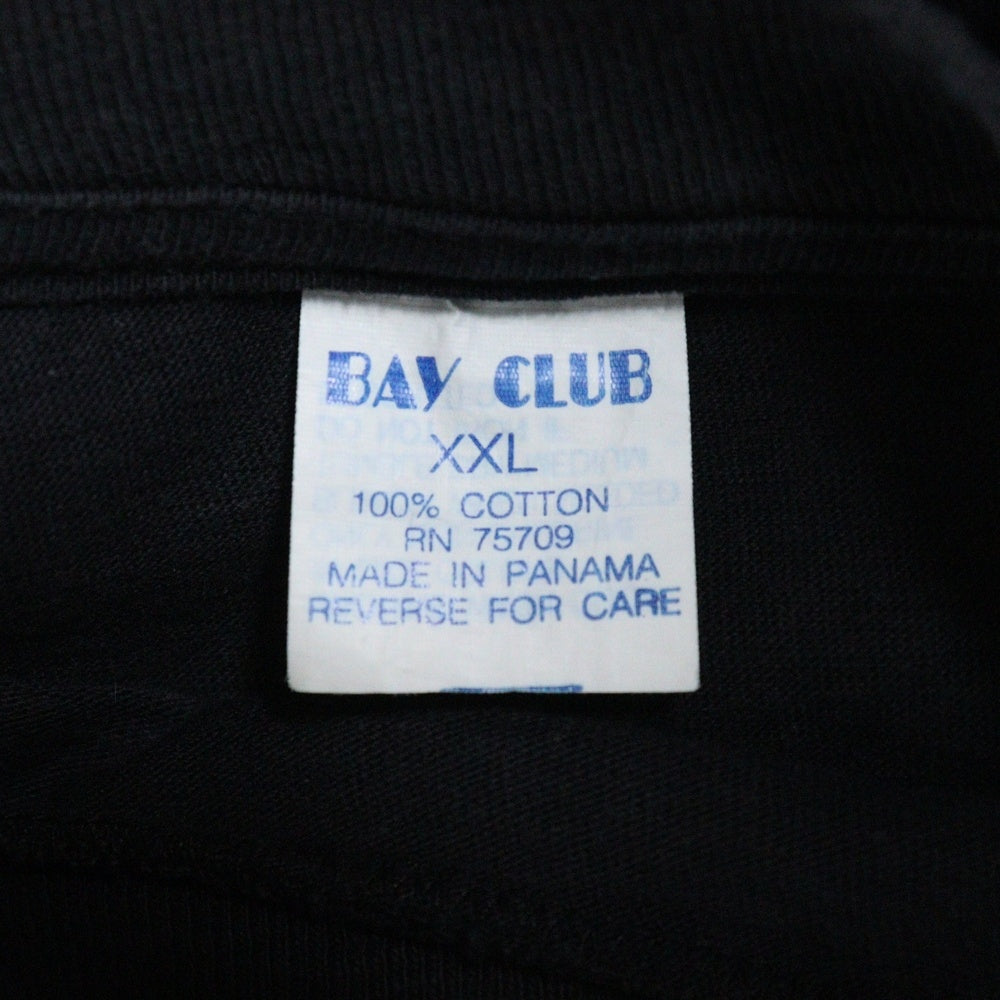 BAY CLUB
XXL
100% COTTON
RN 75709
MADE IN PANAMA
REVERSE FOR CARE